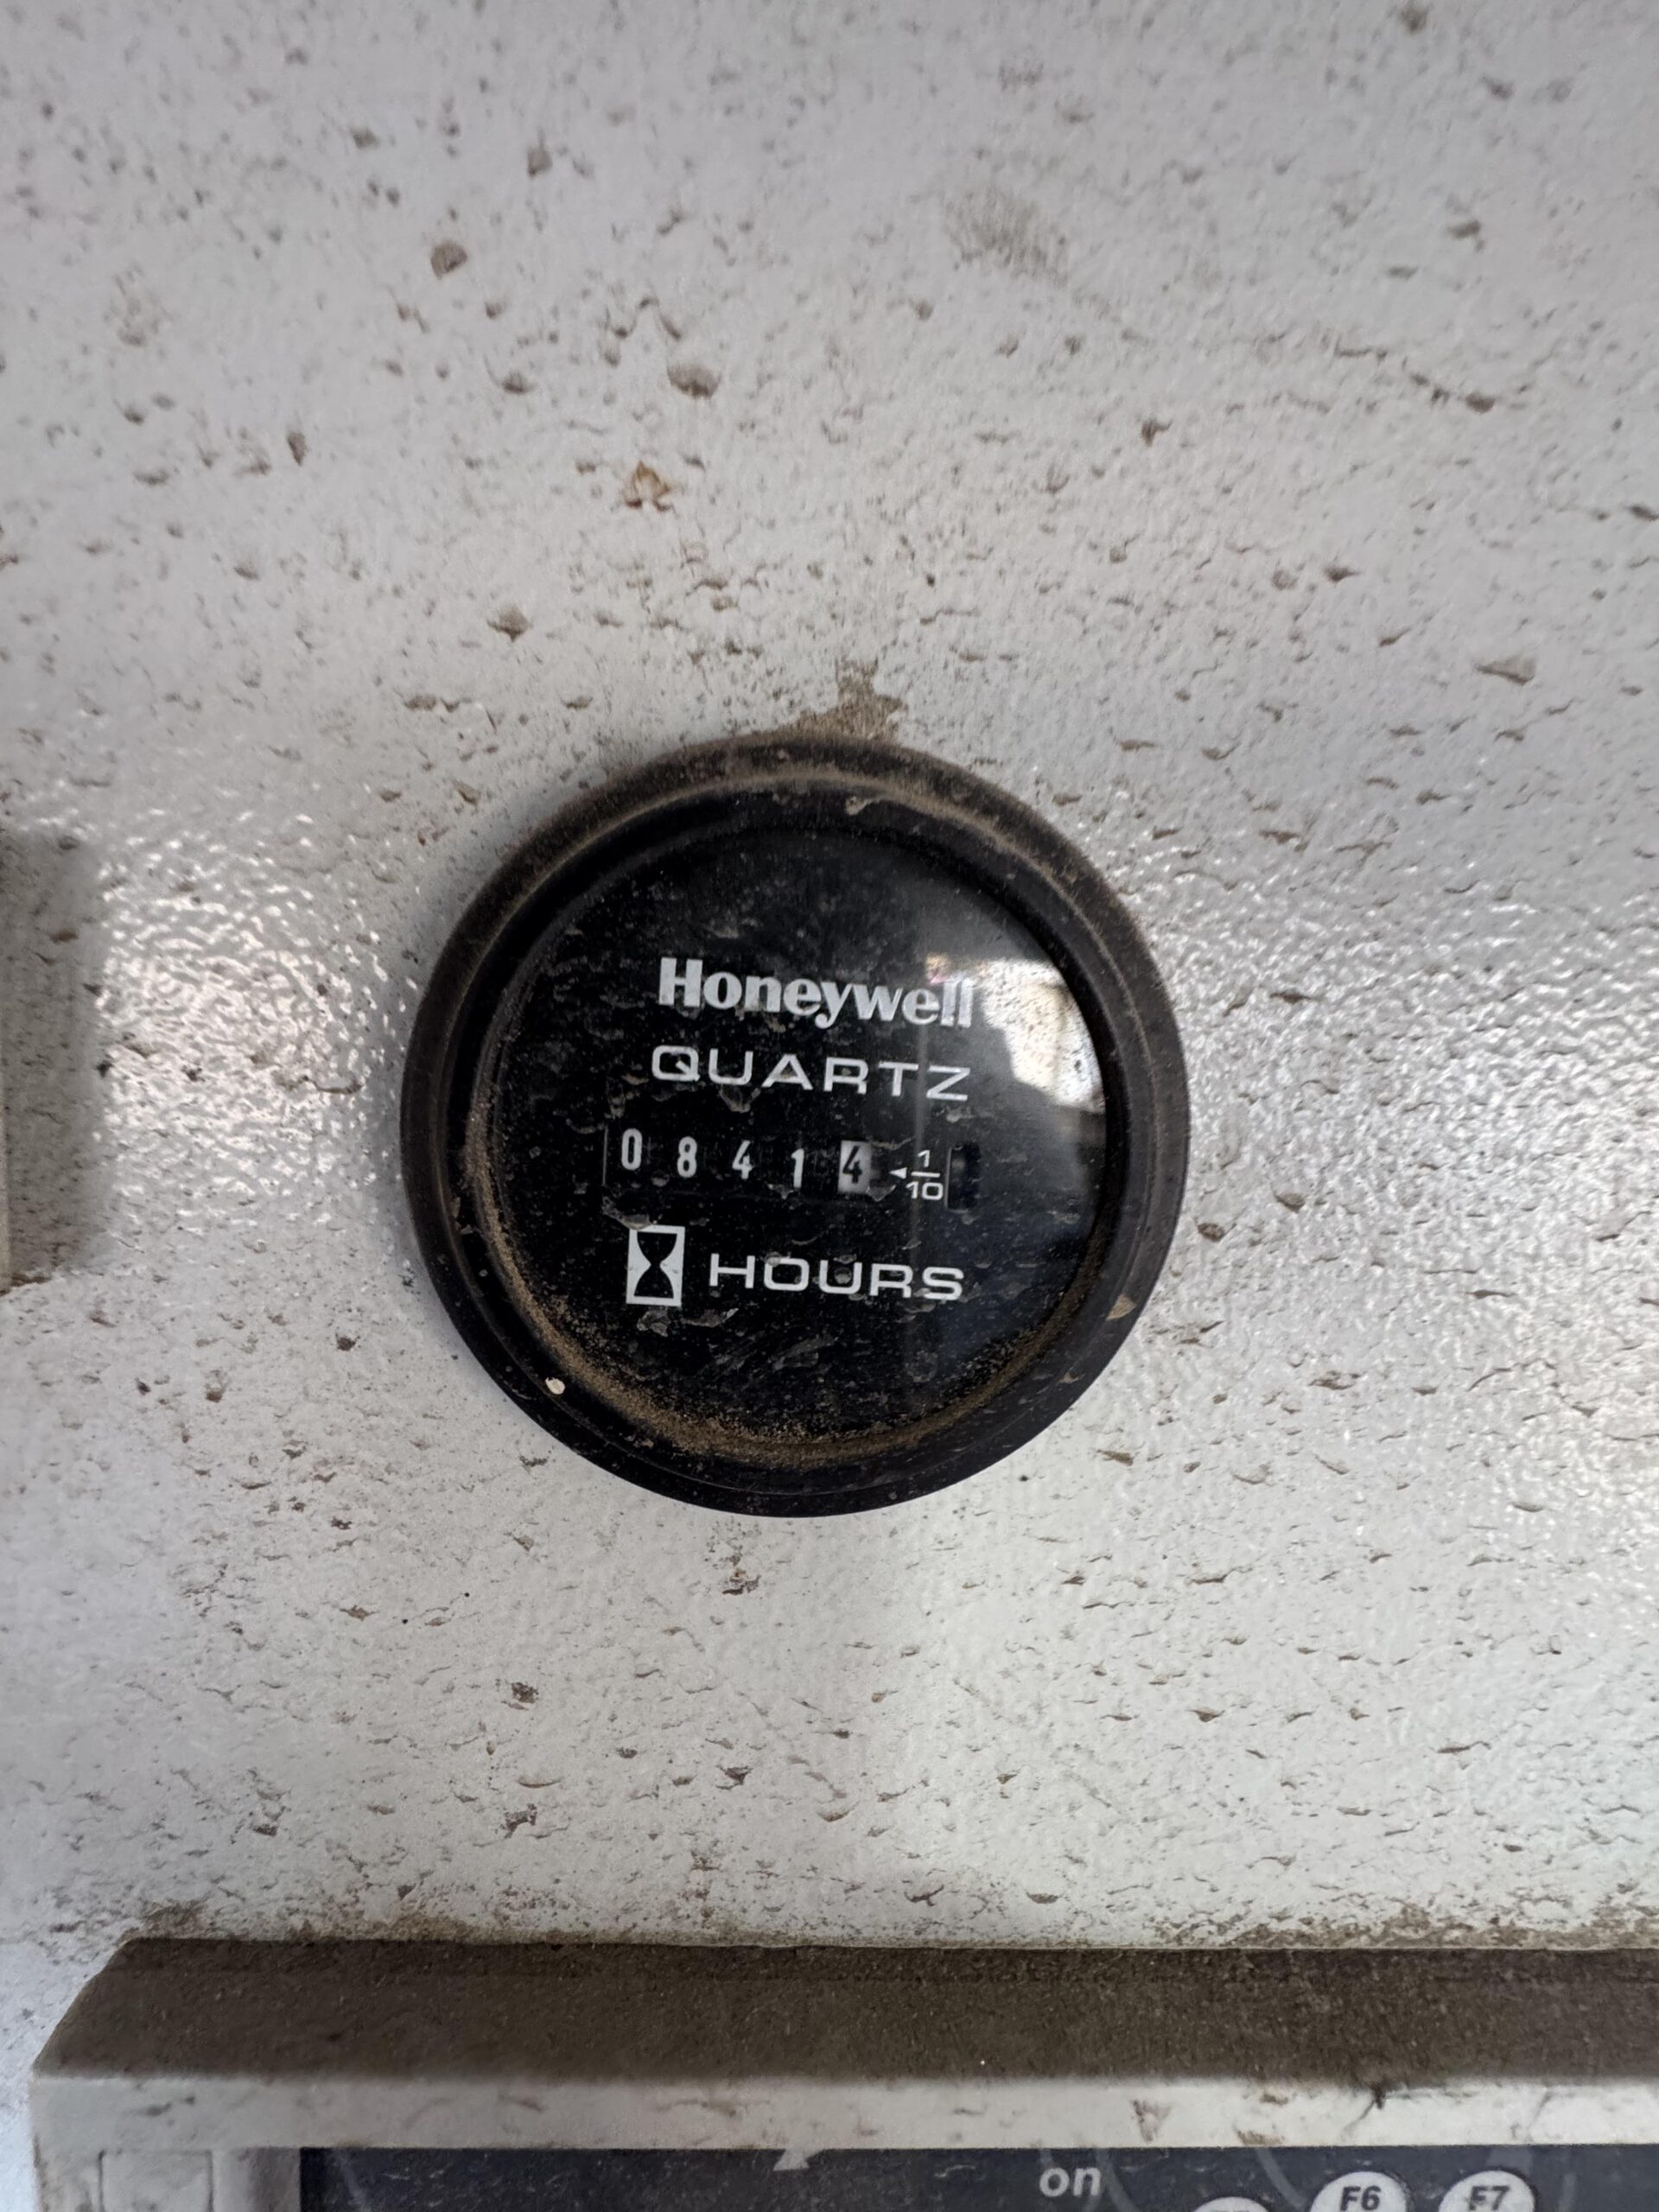 Honeywell
QUARTZ
0 8 4 1 4 ◄ 1/10
HOURS
on
F6 F7